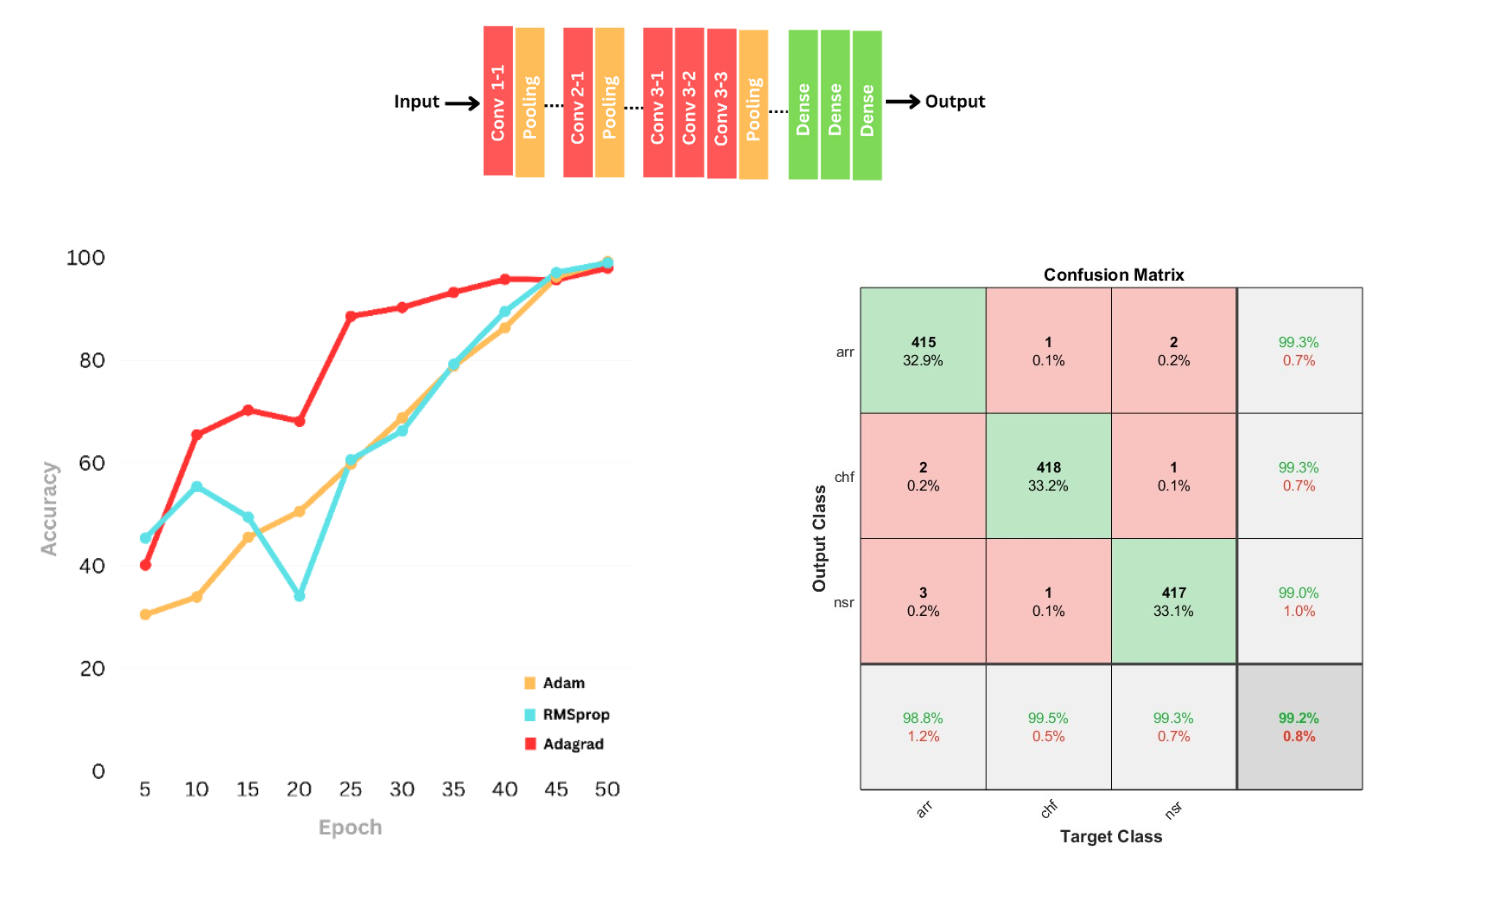 Input
Conv 1-1
Pooling
Conv 2-1
Pooling
Conv 3-1
Conv 3-2
Conv 3-3
Pooling
Dense
Dense
Dense
Output
100
80
60
40
20
0
Accuracy
5 10 15 20 25 30 35 40 45 50
Epoch
Adam
RMSprop
Adagrad
Confusion Matrix
Output Class
arr
415
32.9%
1
0.1%
2
0.2%
99.3%
0.7%
chf
2
0.2%
418
33.2%
1
0.1%
99.3%
0.7%
nsr
3
0.2%
1
0.1%
417
33.1%
99.0%
1.0%
98.8%
1.2%
99.5%
0.5%
99.3%
0.7%
99.2%
0.8%
arr
chf
nsr
Target Class